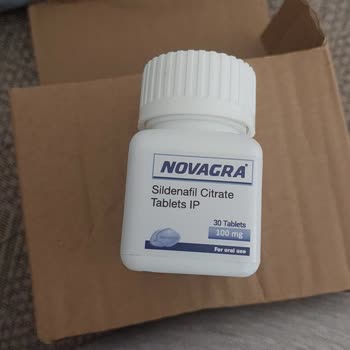 NOVAGRA®
Sildenafil Citrate
Tablets IP
30 Tablets
100 mg
For oral use